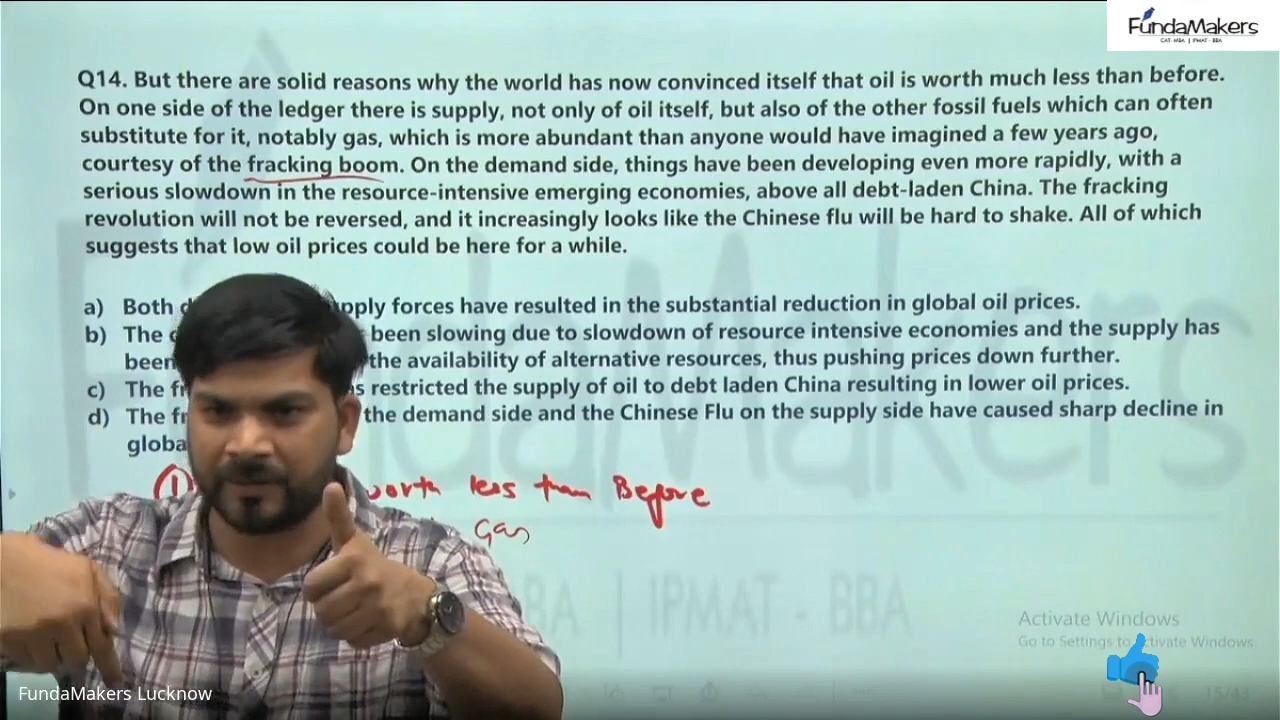 FundaMakers
CAT- MBA | IPMAT - BBA
Q14. But there are solid reasons why the world has now convinced itself that oil is worth much less than before.
On one side of the ledger there is supply, not only of oil itself, but also of the other fossil fuels which can often
substitute for it, notably gas, which is more abundant than anyone would have imagined a few years ago,
courtesy of the fracking boom. On the demand side, things have been developing even more rapidly, with a
serious slowdown in the resource-intensive emerging economies, above all debt-laden China. The fracking
revolution will not be reversed, and it increasingly looks like the Chinese flu will be hard to shake. All of which
suggests that low oil prices could be here for a while.
a) Both forces have resulted in the substantial reduction in global oil prices.
b) The been slowing due to slowdown of resource intensive economies and the supply has
been the availability of alternative resources, thus pushing prices down further.
c) The restricted the supply of oil to debt laden China resulting in lower oil prices.
d) The the demand side and the Chinese Flu on the supply side have caused sharp decline in
① worth less than Before
Gas
BA | IPMAT - BBA
Activate Windows
Go to Settings to Activate Windows.
FundaMakers Lucknow
15/43